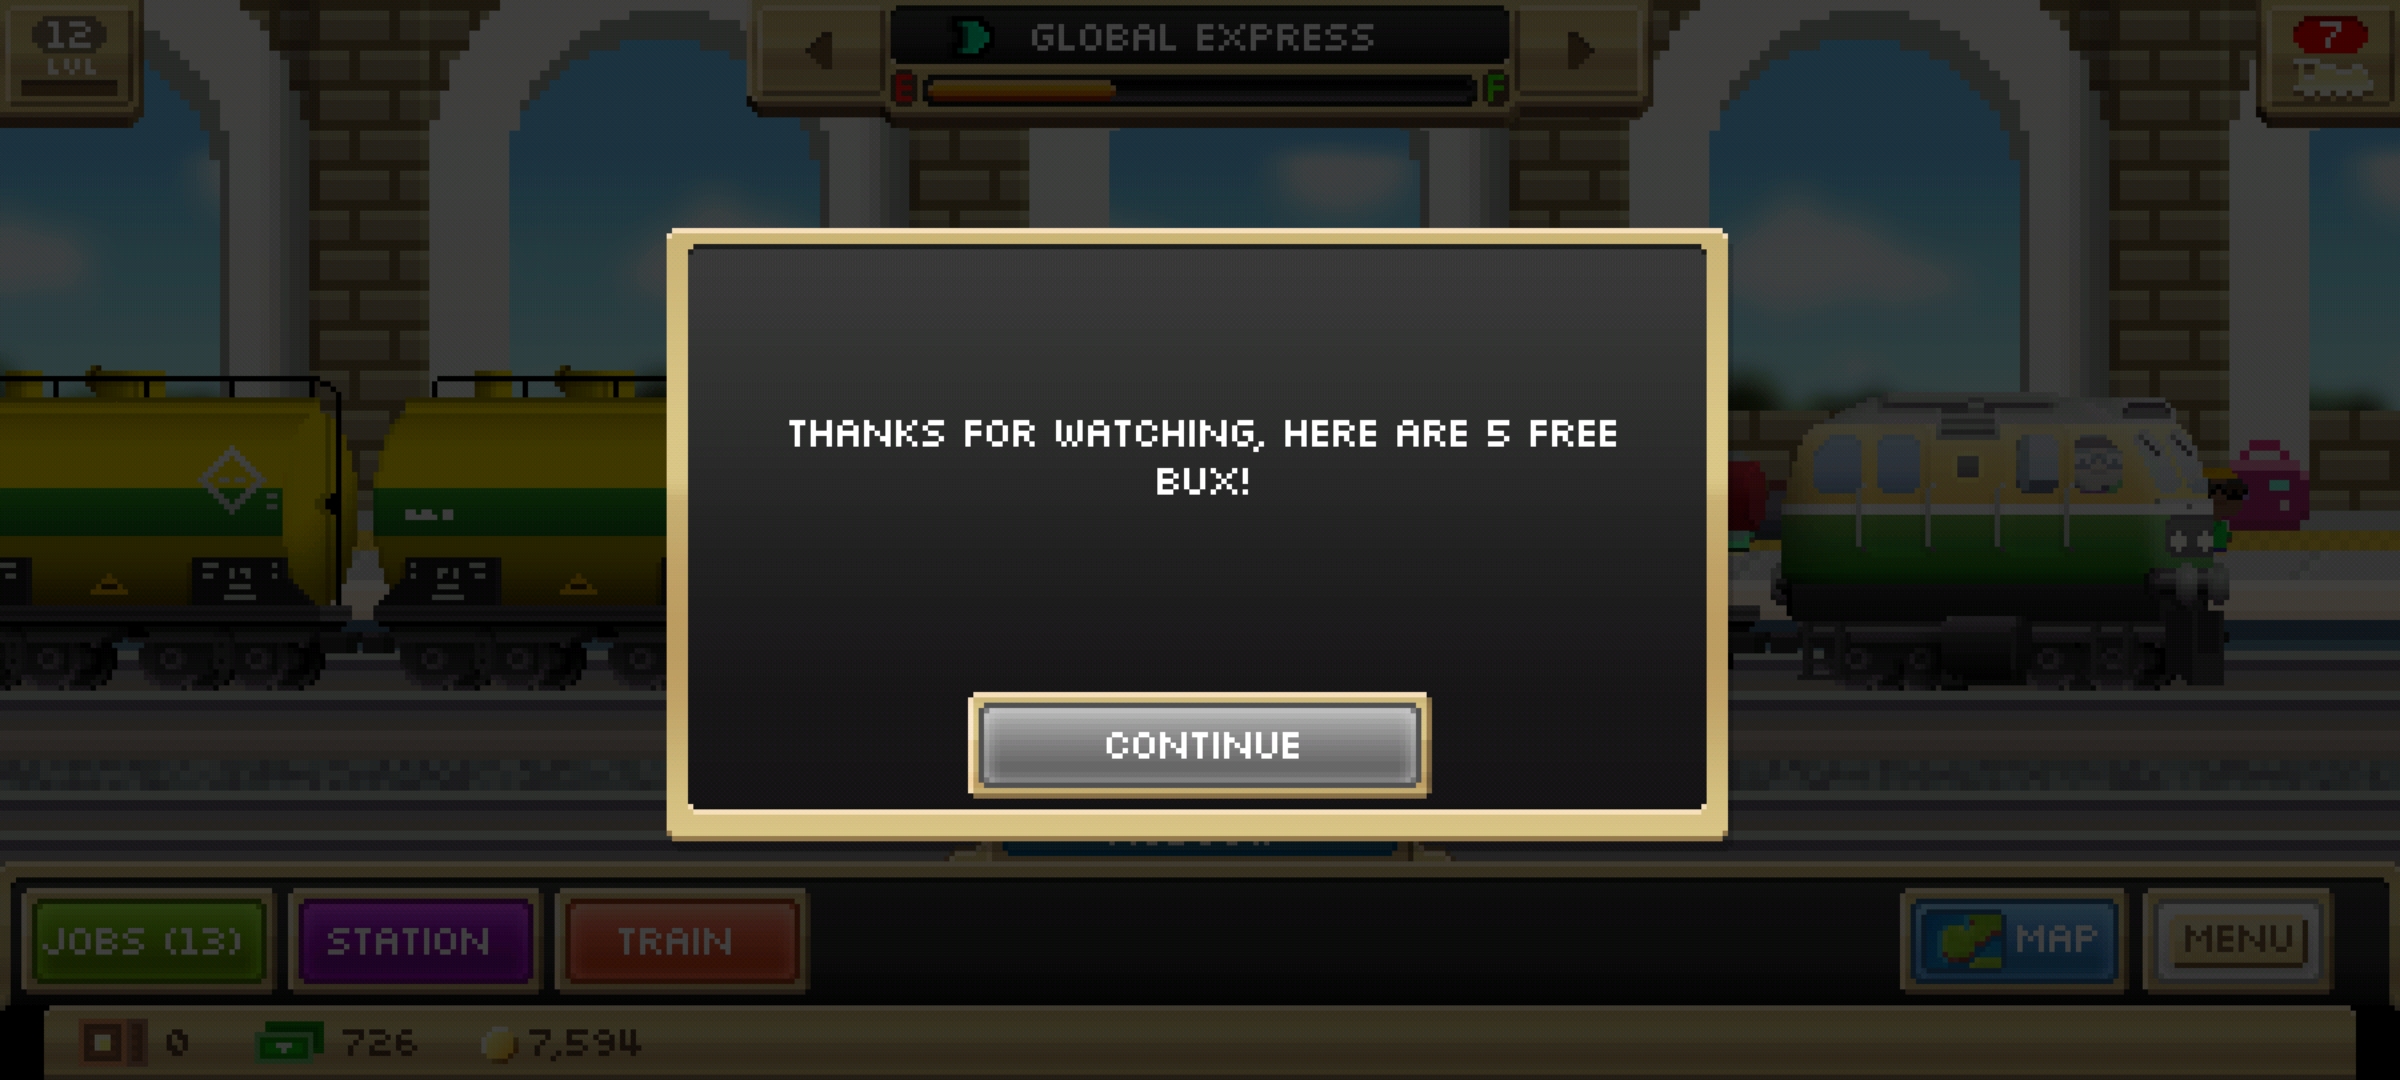 12
LVL
GLOBAL EXPRESS
7
E
F
THANKS FOR WATCHING, HERE ARE 5 FREE
BUX!
CONTINUE
JOBS (13)
STATION
TRAIN
MAP
MENU
0
726
7,594